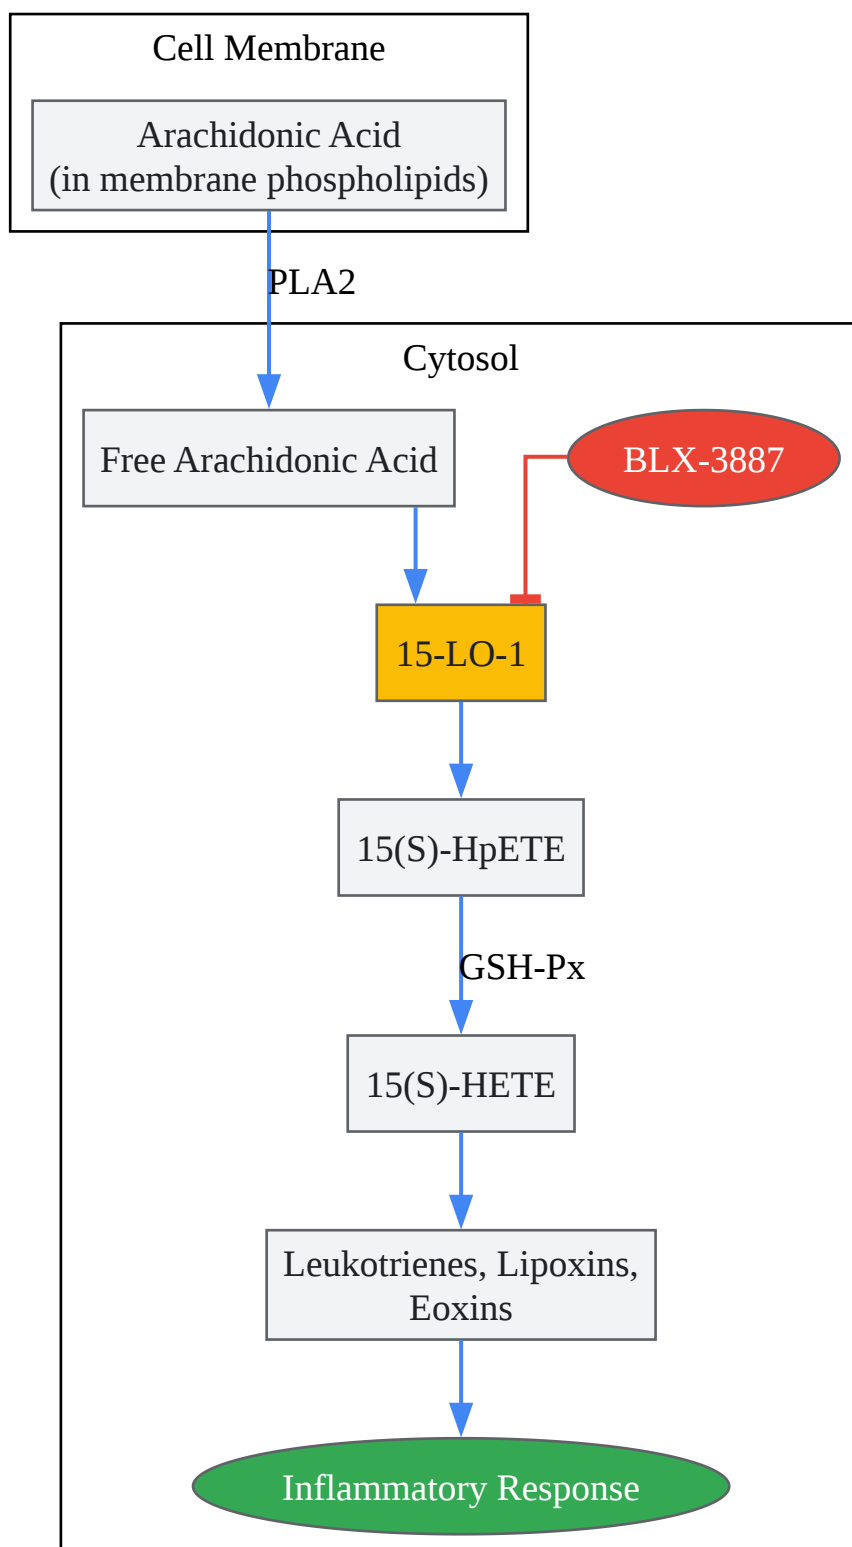 Cell Membrane
Arachidonic Acid
(in membrane phospholipids)
PLA2
Cytosol
Free Arachidonic Acid
BLX-3887
15-LO-1
15(S)-HpETE
GSH-Px
15(S)-HETE
Leukotrienes, Lipoxins,
Eoxins
Inflammatory Response